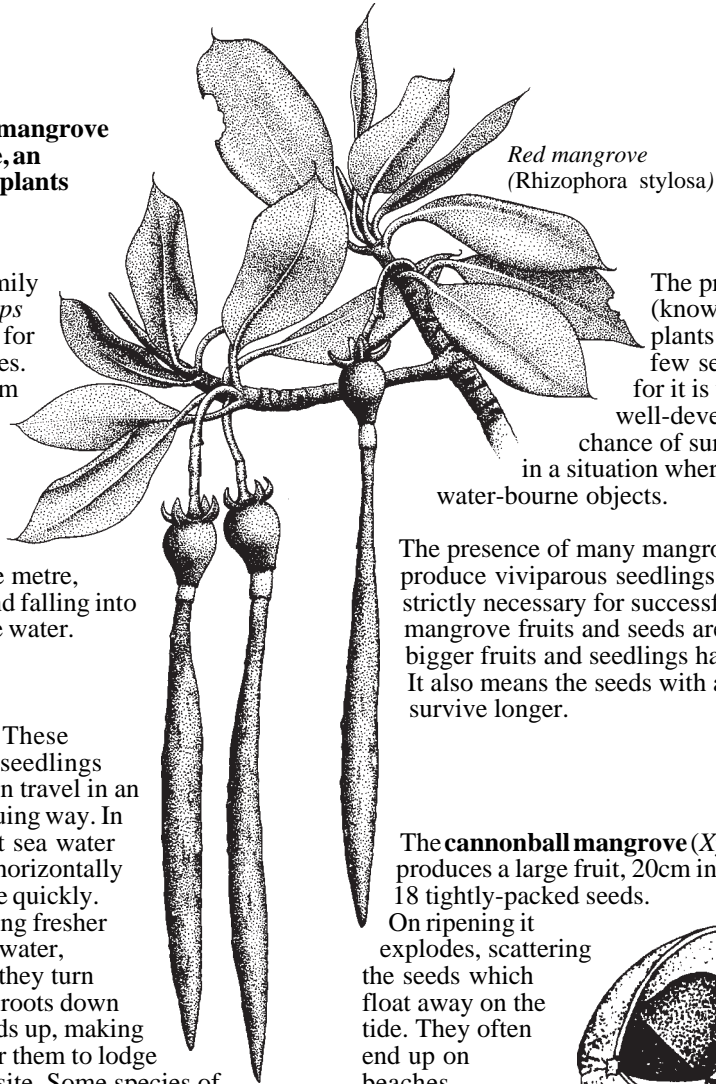 mangrove
e, an
plants
mily
ps
for
es.
m
e metre,
nd falling into
e water.
These
seedlings
n travel in an
uing way. In
t sea water
horizontally
e quickly.
ng fresher
water,
they turn
roots down
ds up, making
r them to lodge
site. Some species of
Red mangrove
(Rhizophora stylosa)
The pr
(know
plants
few se
for it is
well-deve
chance of sur
in a situation wher
water-bourne objects.
The presence of many mangro
produce viviparous seedlings
strictly necessary for successf
mangrove fruits and seeds are
bigger fruits and seedlings ha
It also means the seeds with a
survive longer.
The cannonball mangrove (X
produces a large fruit, 20cm in
18 tightly-packed seeds.
On ripening it
explodes, scattering
the seeds which
float away on the
tide. They often
end up on
beaches